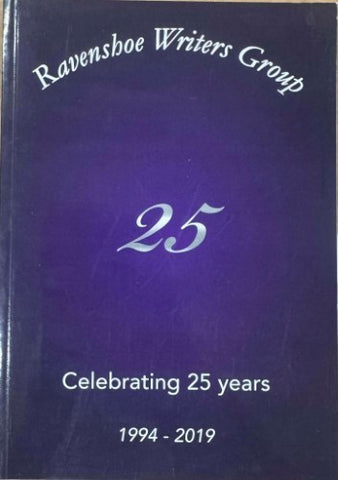 Ravenshoe Writers Group
25
Celebrating 25 years
1994 - 2019